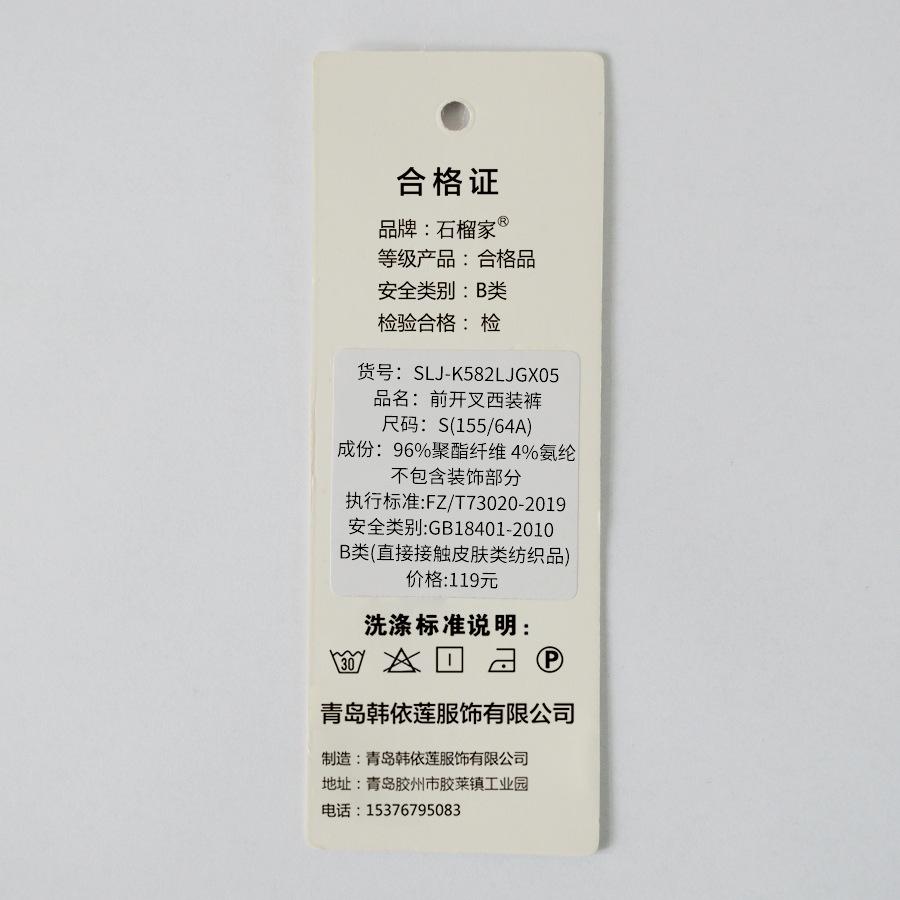 合格证
品牌：石榴家®
等级产品：合格品
安全类别：B类
检验合格：检
货号：SLJ-K582LJGX05
品名：前开叉西装裤
尺码：S(155/64A)
成份：96%聚酯纤维 4%氨纶
不包含装饰部分
执行标准:FZ/T73020-2019
安全类别:GB18401-2010
B类(直接接触皮肤类纺织品)
价格:119元
洗涤标准说明：
30 P
青岛韩依莲服饰有限公司
制造：青岛韩依莲服饰有限公司
地址：青岛胶州市胶莱镇工业园
电话：15376795083